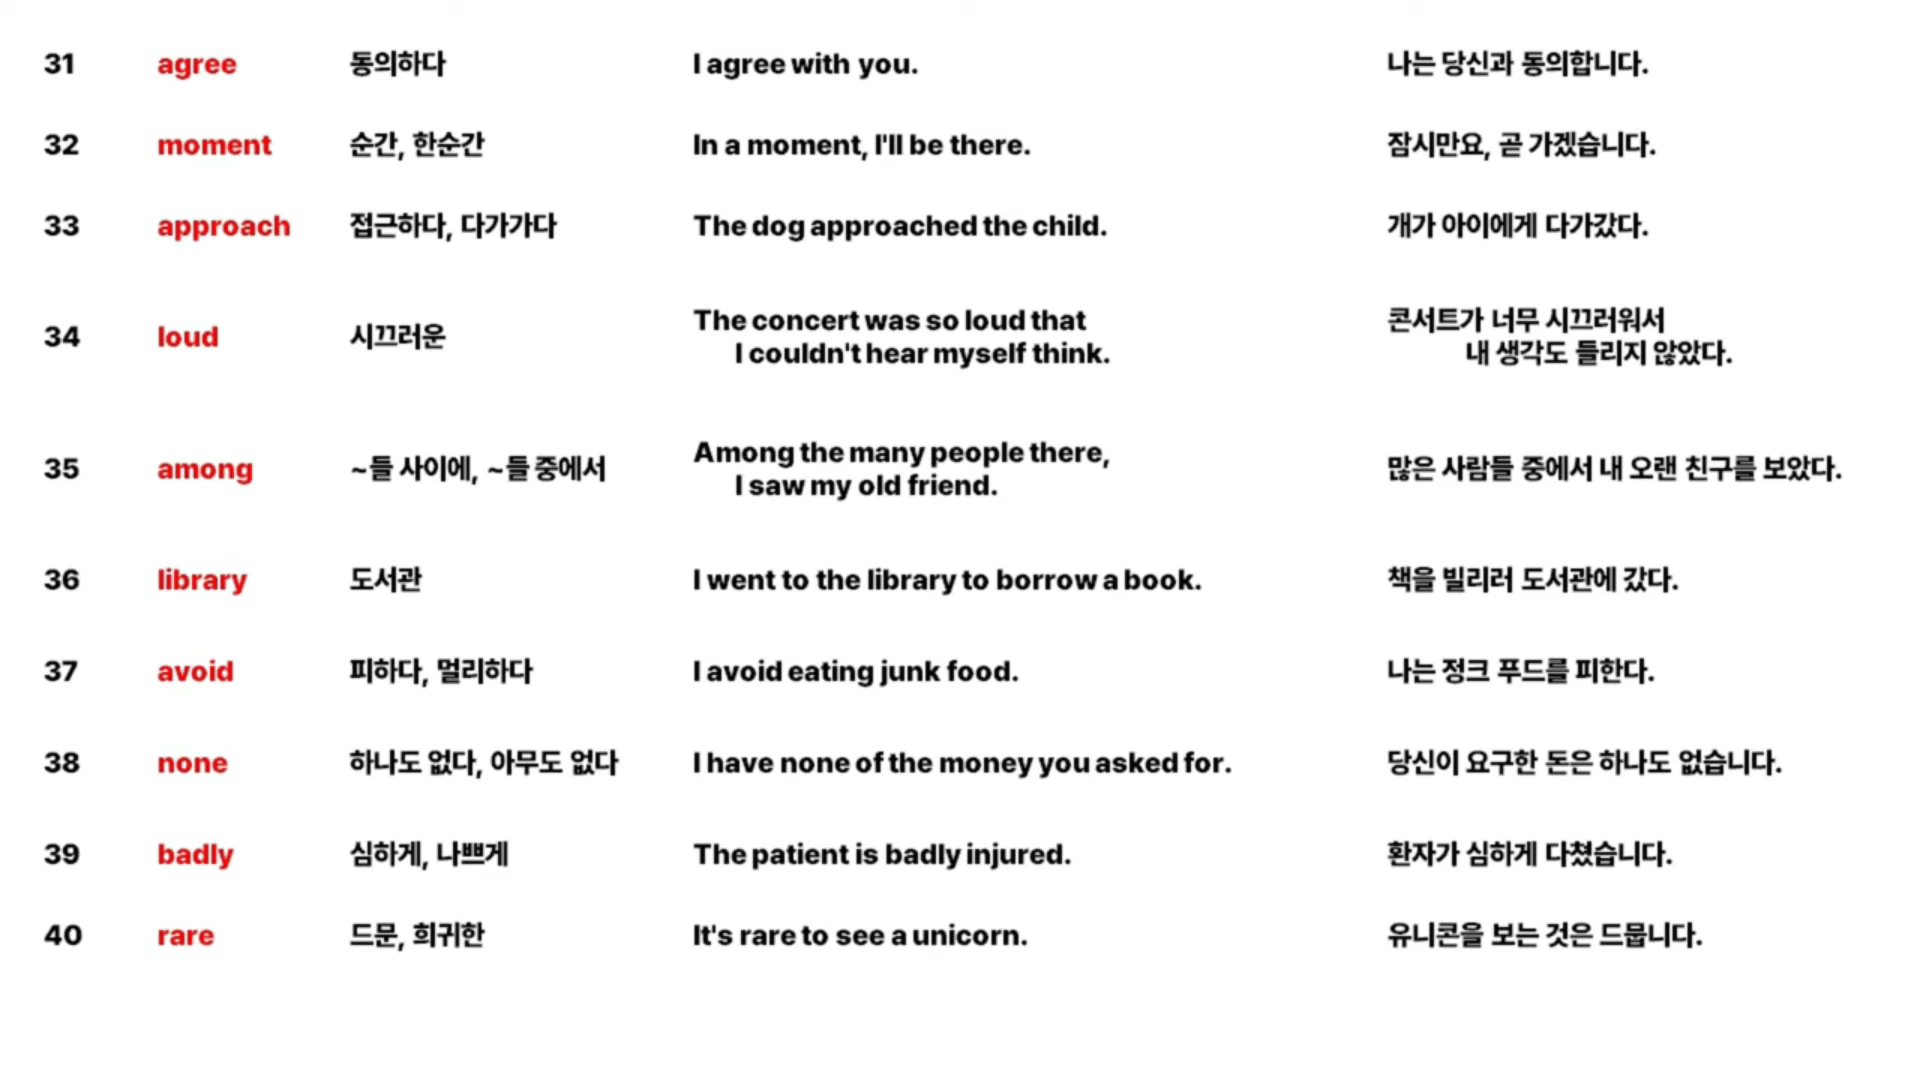 31 agree 동의하다 I agree with you. 나는 당신과 동의합니다.
32 moment 순간, 한순간 In a moment, I'll be there. 잠시만요, 곧 가겠습니다.
33 approach 접근하다, 다가가다 The dog approached the child. 개가 아이에게 다가갔다.
34 loud 시끄러운 The concert was so loud that 콘서트가 너무 시끄러워서
I couldn't hear myself think. 내 생각도 들리지 않았다.
35 among ~들 사이에, ~들 중에서 Among the many people there, 많은 사람들 중에서 내 오랜 친구를 보았다.
I saw my old friend.
36 library 도서관 I went to the library to borrow a book. 책을 빌리러 도서관에 갔다.
37 avoid 피하다, 멀리하다 I avoid eating junk food. 나는 정크 푸드를 피한다.
38 none 하나도 없다, 아무도 없다 I have none of the money you asked for. 당신이 요구한 돈은 하나도 없습니다.
39 badly 심하게, 나쁘게 The patient is badly injured. 환자가 심하게 다쳤습니다.
40 rare 드문, 희귀한 It's rare to see a unicorn. 유니콘을 보는 것은 드뭅니다.